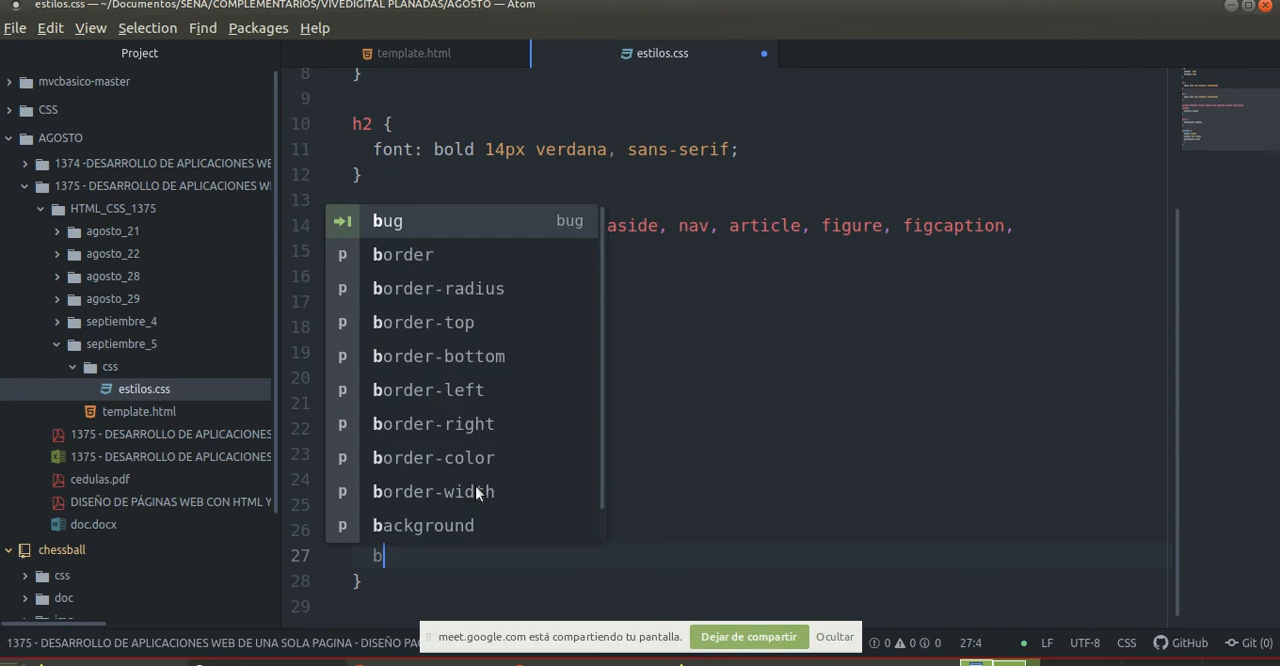 estilos.css — ~/Documentos/SENA/COMPLEMENTARIOS/VIVEDIGITAL PLANADAS/AGOSTO — Atom
File Edit View Selection Find Packages Help
Project
template.html
estilos.css
mvcbasico-master
CSS
AGOSTO
1374 -DESARROLLO DE APLICACIONES WE
1375 - DESARROLLO DE APLICACIONES W
HTML_CSS_1375
agosto_21
agosto_22
agosto_28
agosto_29
septiembre_4
septiembre_5
css
estilos.css
template.html
1375 - DESARROLLO DE APLICACIONES
1375 - DESARROLLO DE APLICACIONES
cedulas.pdf
DISEÑO DE PÁGINAS WEB CON HTML Y
doc.docx
chessball
css
doc
8 }
9
10 h2 {
11 font: bold 14px verdana, sans-serif;
12 }
13
14 aside, nav, article, figure, figcaption,
15
16
17
18
19
20
21
22
23
24
25
26
27 b
28 }
29
bug bug
p border
p border-radius
p border-top
p border-bottom
p border-left
p border-right
p border-color
p border-width
p background
1375 - DESARROLLO DE APLICACIONES WEB DE UNA SOLA PAGINA - DISEÑO PÁ
meet.google.com está compartiendo tu pantalla. Dejar de compartir Ocultar
0 0 0 27:4 LF UTF-8 CSS GitHub Git (0)